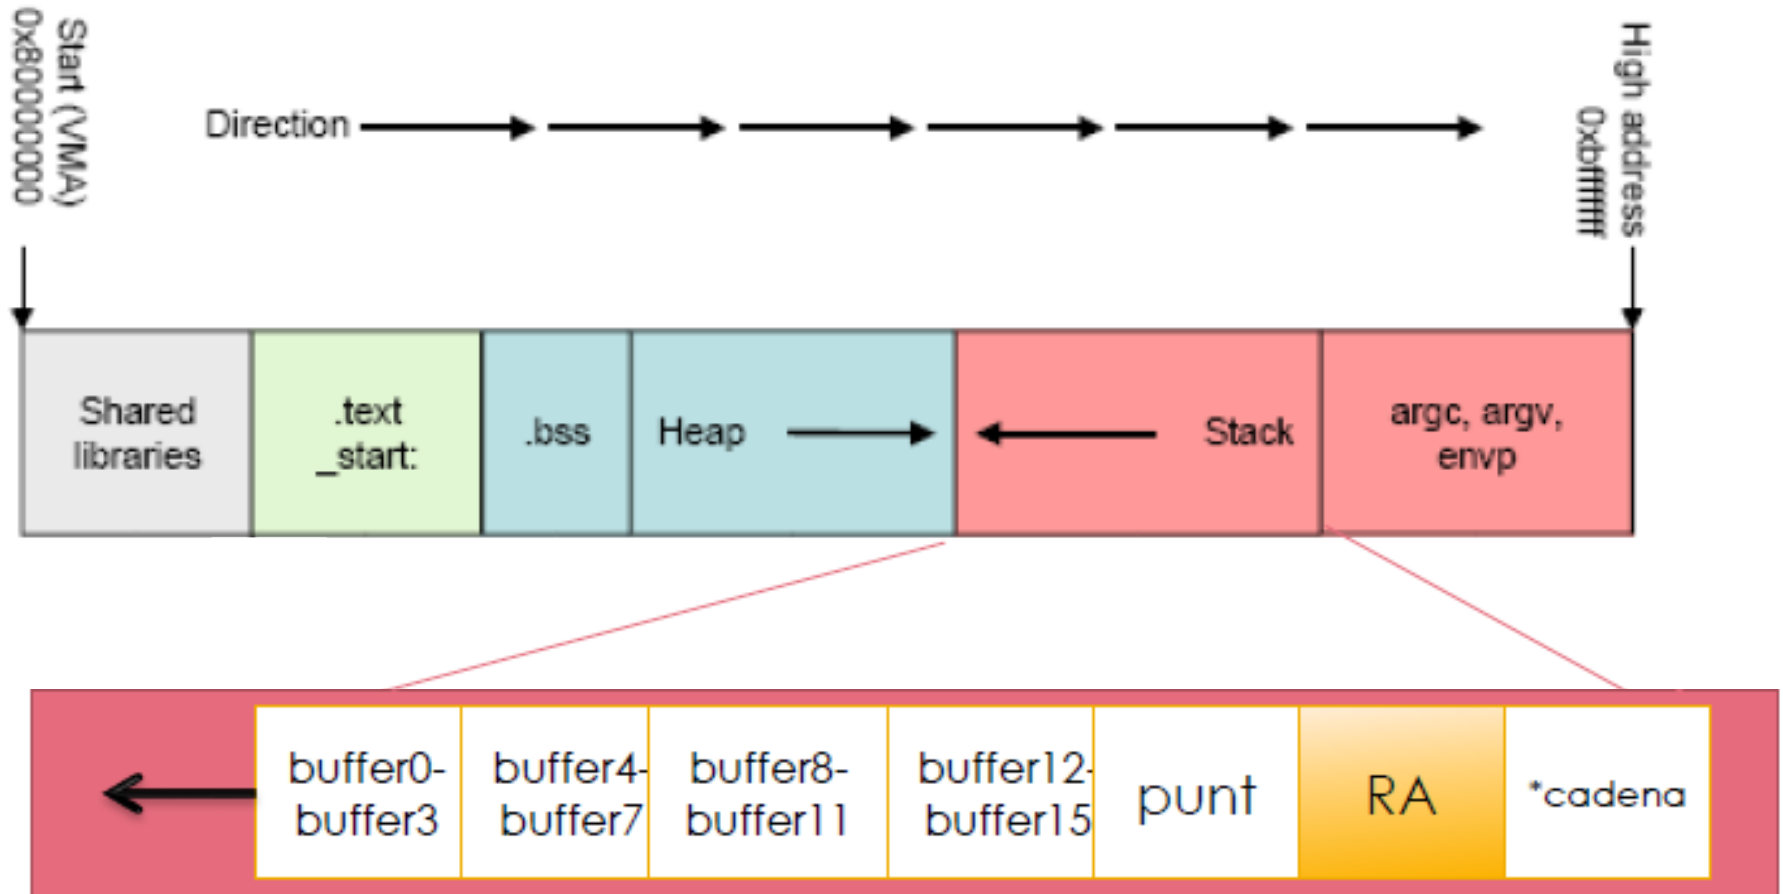 Start (VMA)
0x800000000
Direction
High address
0xbfffffff
Shared
libraries
.text
_start:
.bss
Heap
Stack
argc, argv,
envp
buffer0-
buffer3
buffer4-
buffer7
buffer8-
buffer11
buffer12-
buffer15
punt
RA
*cadena